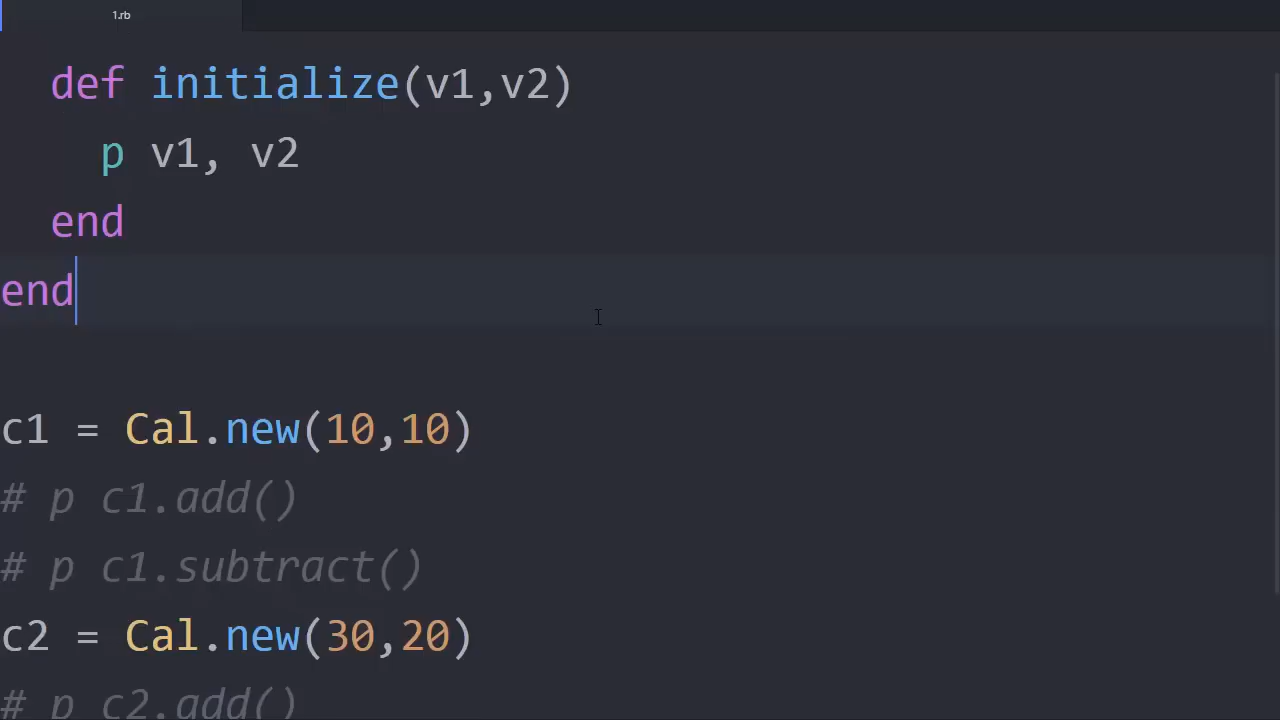 1.rb
def initialize(v1,v2)
p v1, v2
end
end
c1 = Cal.new(10,10)
# p c1.add()
# p c1.subtract()
c2 = Cal.new(30,20)
# p c2.add()